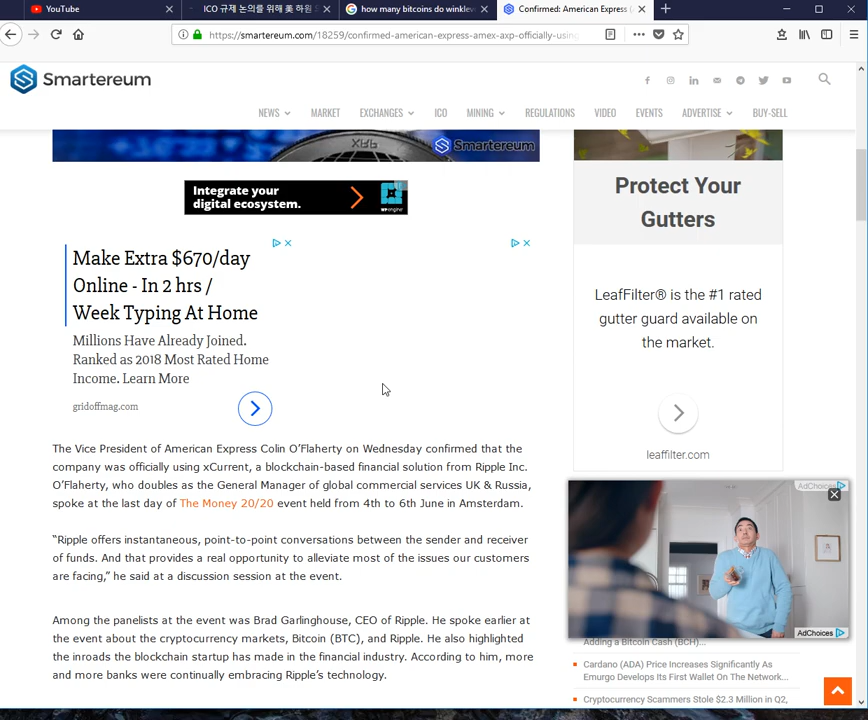 YouTube
ICO 규제 논의를 위해 美 하원
how many bitcoins do winkle
Confirmed: American Express (
https://smartereum.com/18259/confirmed-american-express-amex-axp-officially-usin
Smartereum
NEWS
MARKET
EXCHANGES
ICO
MINING
REGULATIONS
VIDEO
EVENTS
ADVERTISE
BUY-SELL
Smartereum
Integrate your
digital ecosystem.
Make Extra $670/day
Online - In 2 hrs /
Week Typing At Home
Millions Have Already Joined.
Ranked as 2018 Most Rated Home
Income. Learn More
gridoffmag.com
The Vice President of American Express Colin O’Flaherty on Wednesday confirmed that the
company was officially using xCurrent, a blockchain-based financial solution from Ripple Inc.
O’Flaherty, who doubles as the General Manager of global commercial services UK & Russia,
spoke at the last day of The Money 20/20 event held from 4th to 6th June in Amsterdam.
“Ripple offers instantaneous, point-to-point conversations between the sender and receiver
of funds. And that provides a real opportunity to alleviate most of the issues our customers
are facing,” he said at a discussion session at the event.
Among the panelists at the event was Brad Garlinghouse, CEO of Ripple. He spoke earlier at
the event about the cryptocurrency markets, Bitcoin (BTC), and Ripple. He also highlighted
the inroads the blockchain startup has made in the financial industry. According to him, more
and more banks were continually embracing Ripple’s technology.
Protect Your
Gutters
LeafFilter® is the #1 rated
gutter guard available on
the market.
leaffilter.com
AdChoices
AdChoices
Adding a Bitcoin Cash (BCH)...
Cardano (ADA) Price Increases Significantly As
Emurgo Develops Its First Wallet On The Network...
Cryptocurrency Scammers Stole $2.3 Million in Q2,